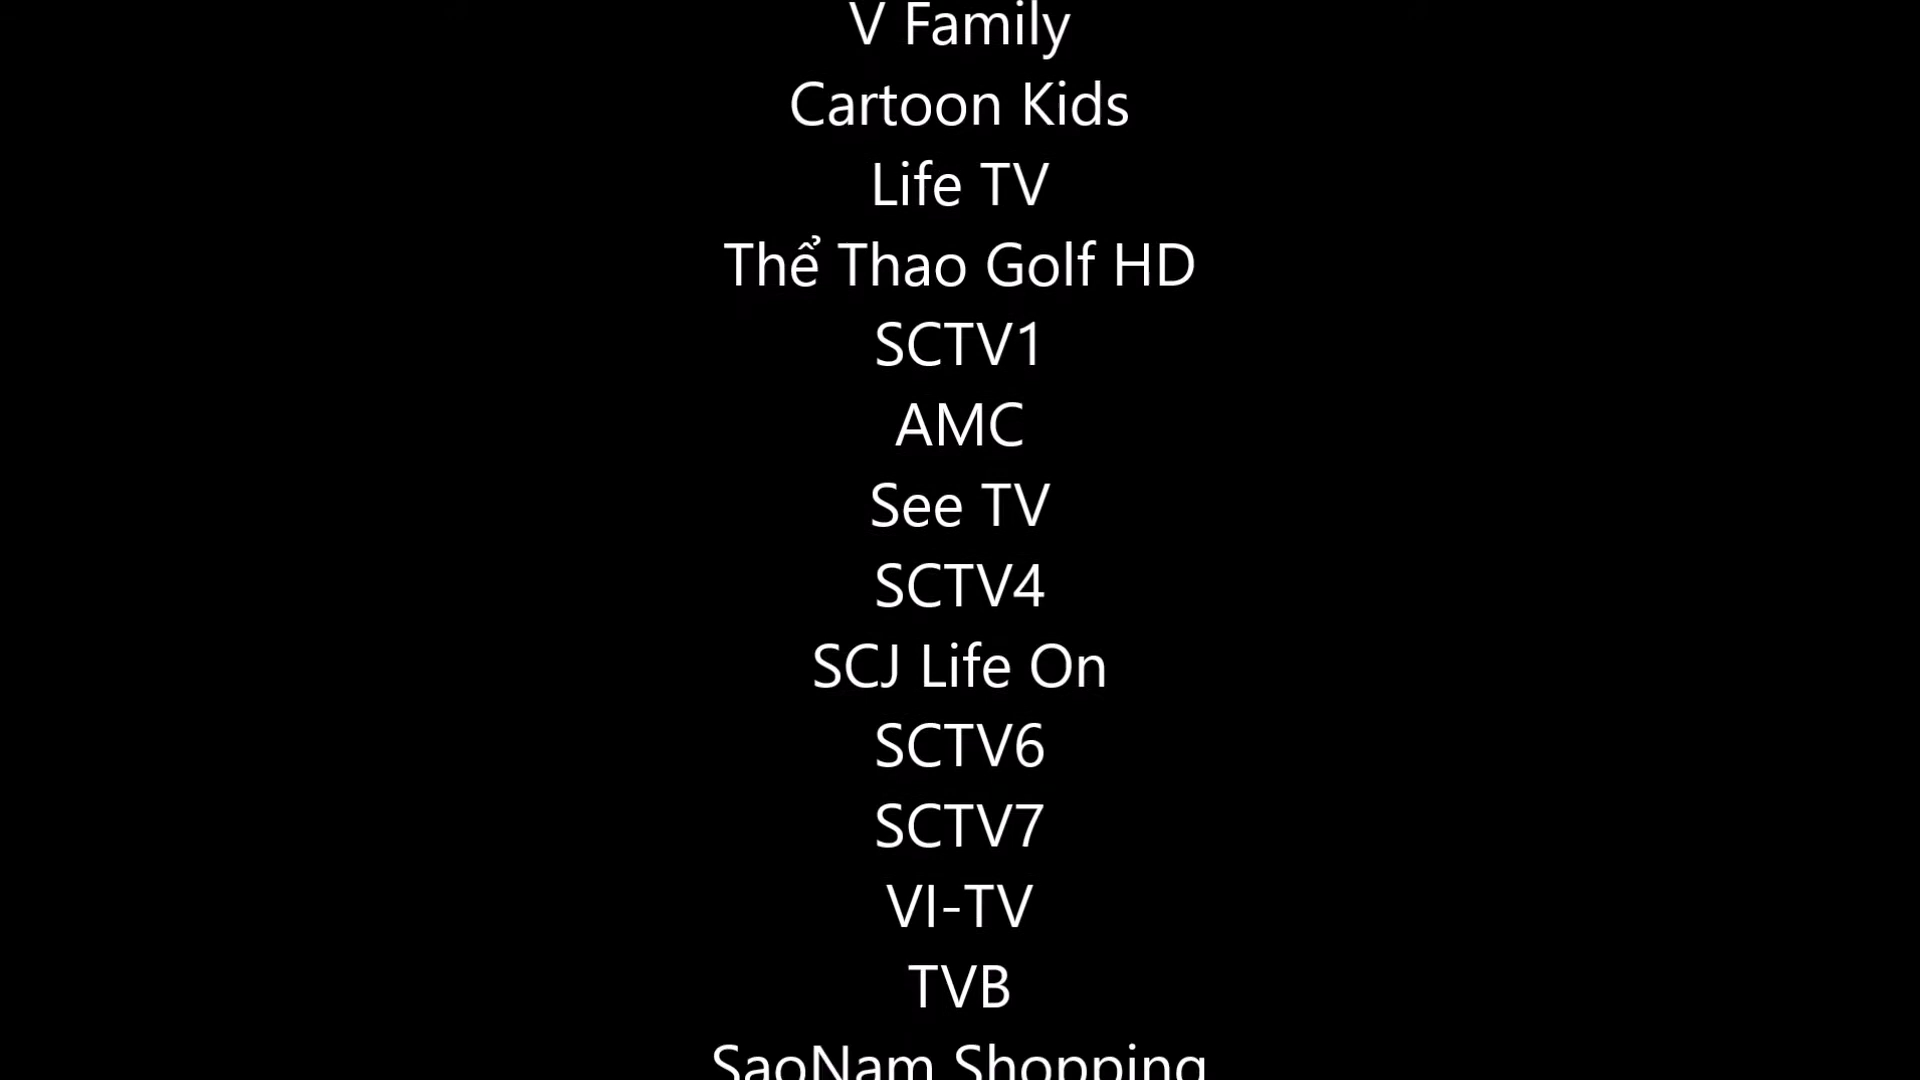 V Family
Cartoon Kids
Life TV
Thể Thao Golf HD
SCTV1
AMC
See TV
SCTV4
SCJ Life On
SCTV6
SCTV7
VI-TV
TVB
SaoNam Shopping